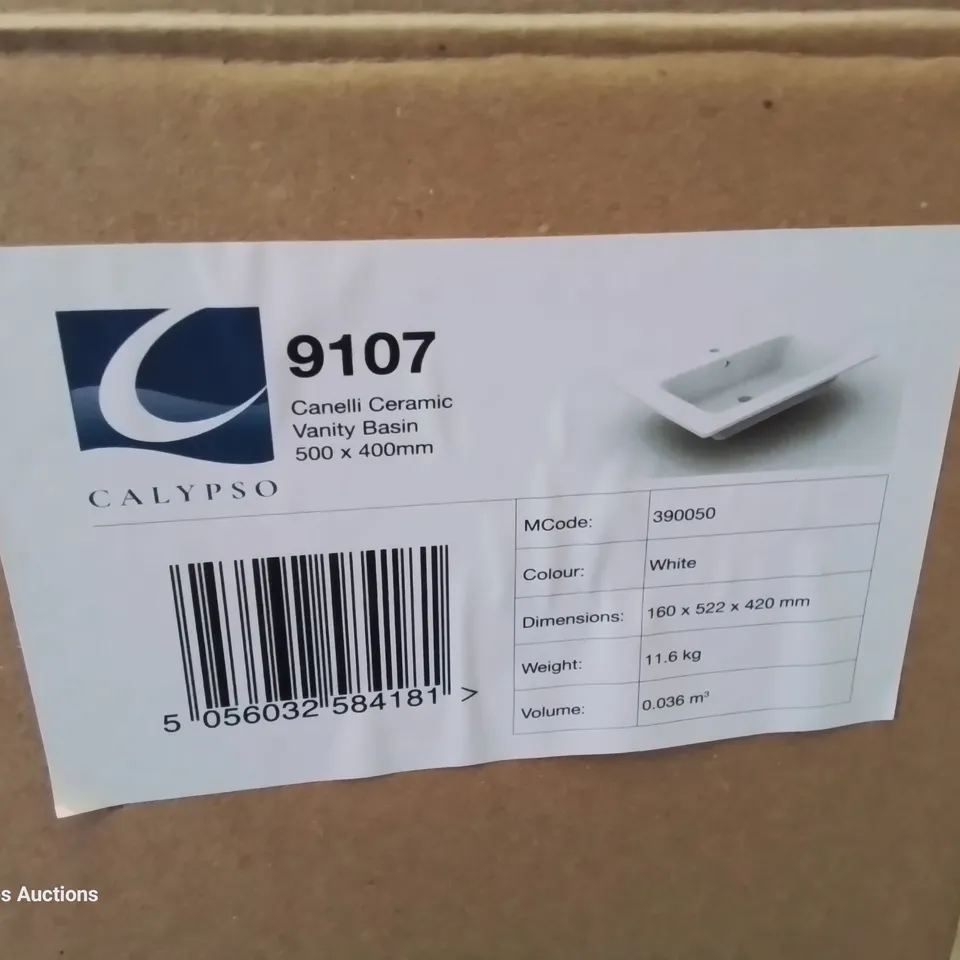 9107
Canelli Ceramic
Vanity Basin
500 x 400mm
CALYPSO
MCode: 390050
Colour: White
Dimensions: 160 x 522 x 420 mm
Weight: 11.6 kg
Volume: 0.036 m³
5 056032 584181 >
s Auctions